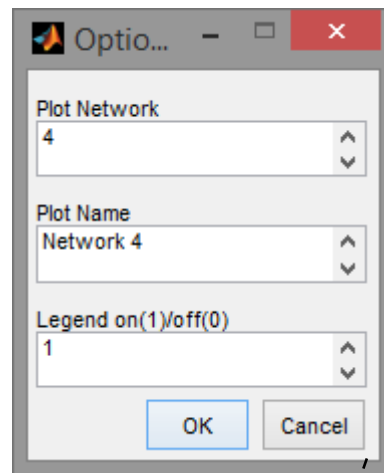 Optio...
Plot Network
4
Plot Name
Network 4
Legend on(1)/off(0)
1
OK
Cancel